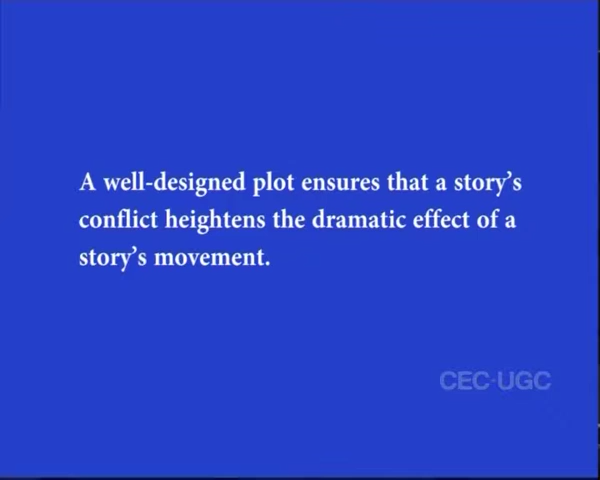 A well-designed plot ensures that a story’s
conflict heightens the dramatic effect of a
story’s movement.
CEC-UGC